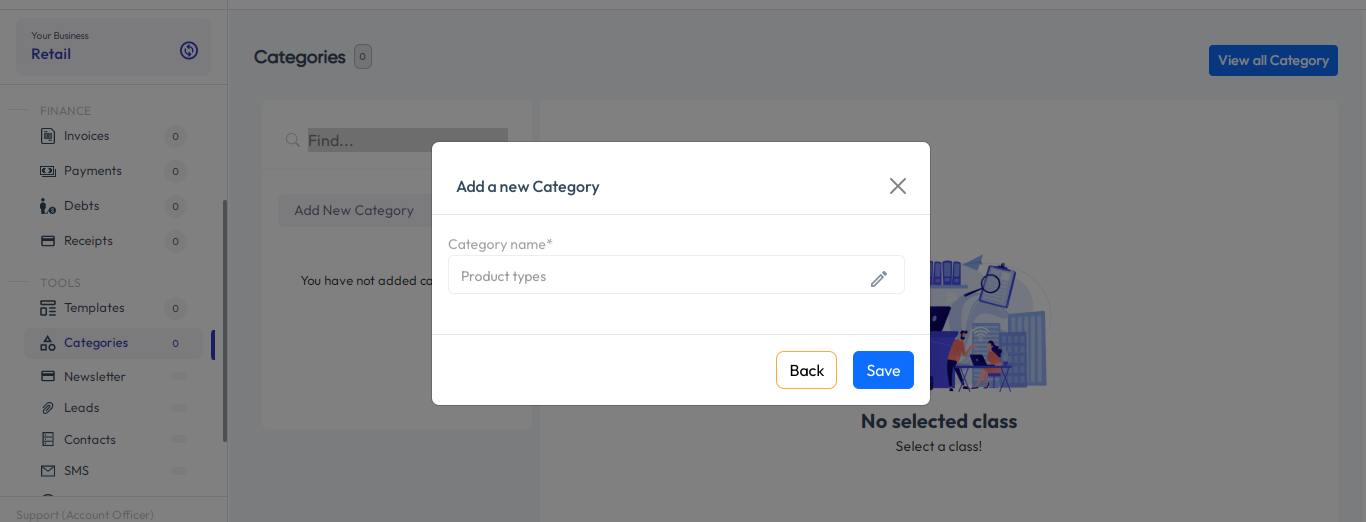 Your Business
Retail
FINANCE
Invoices 0
Payments 0
Debts 0
Receipts 0
TOOLS
Templates 0
Categories 0
Newsletter
Leads
Contacts
SMS
Support (Account Officer)
Categories 0
View all Category
Find...
Add New Category
You have not added ca
Add a new Category
Category name*
Product types
Back
Save
No selected class
Select a class!